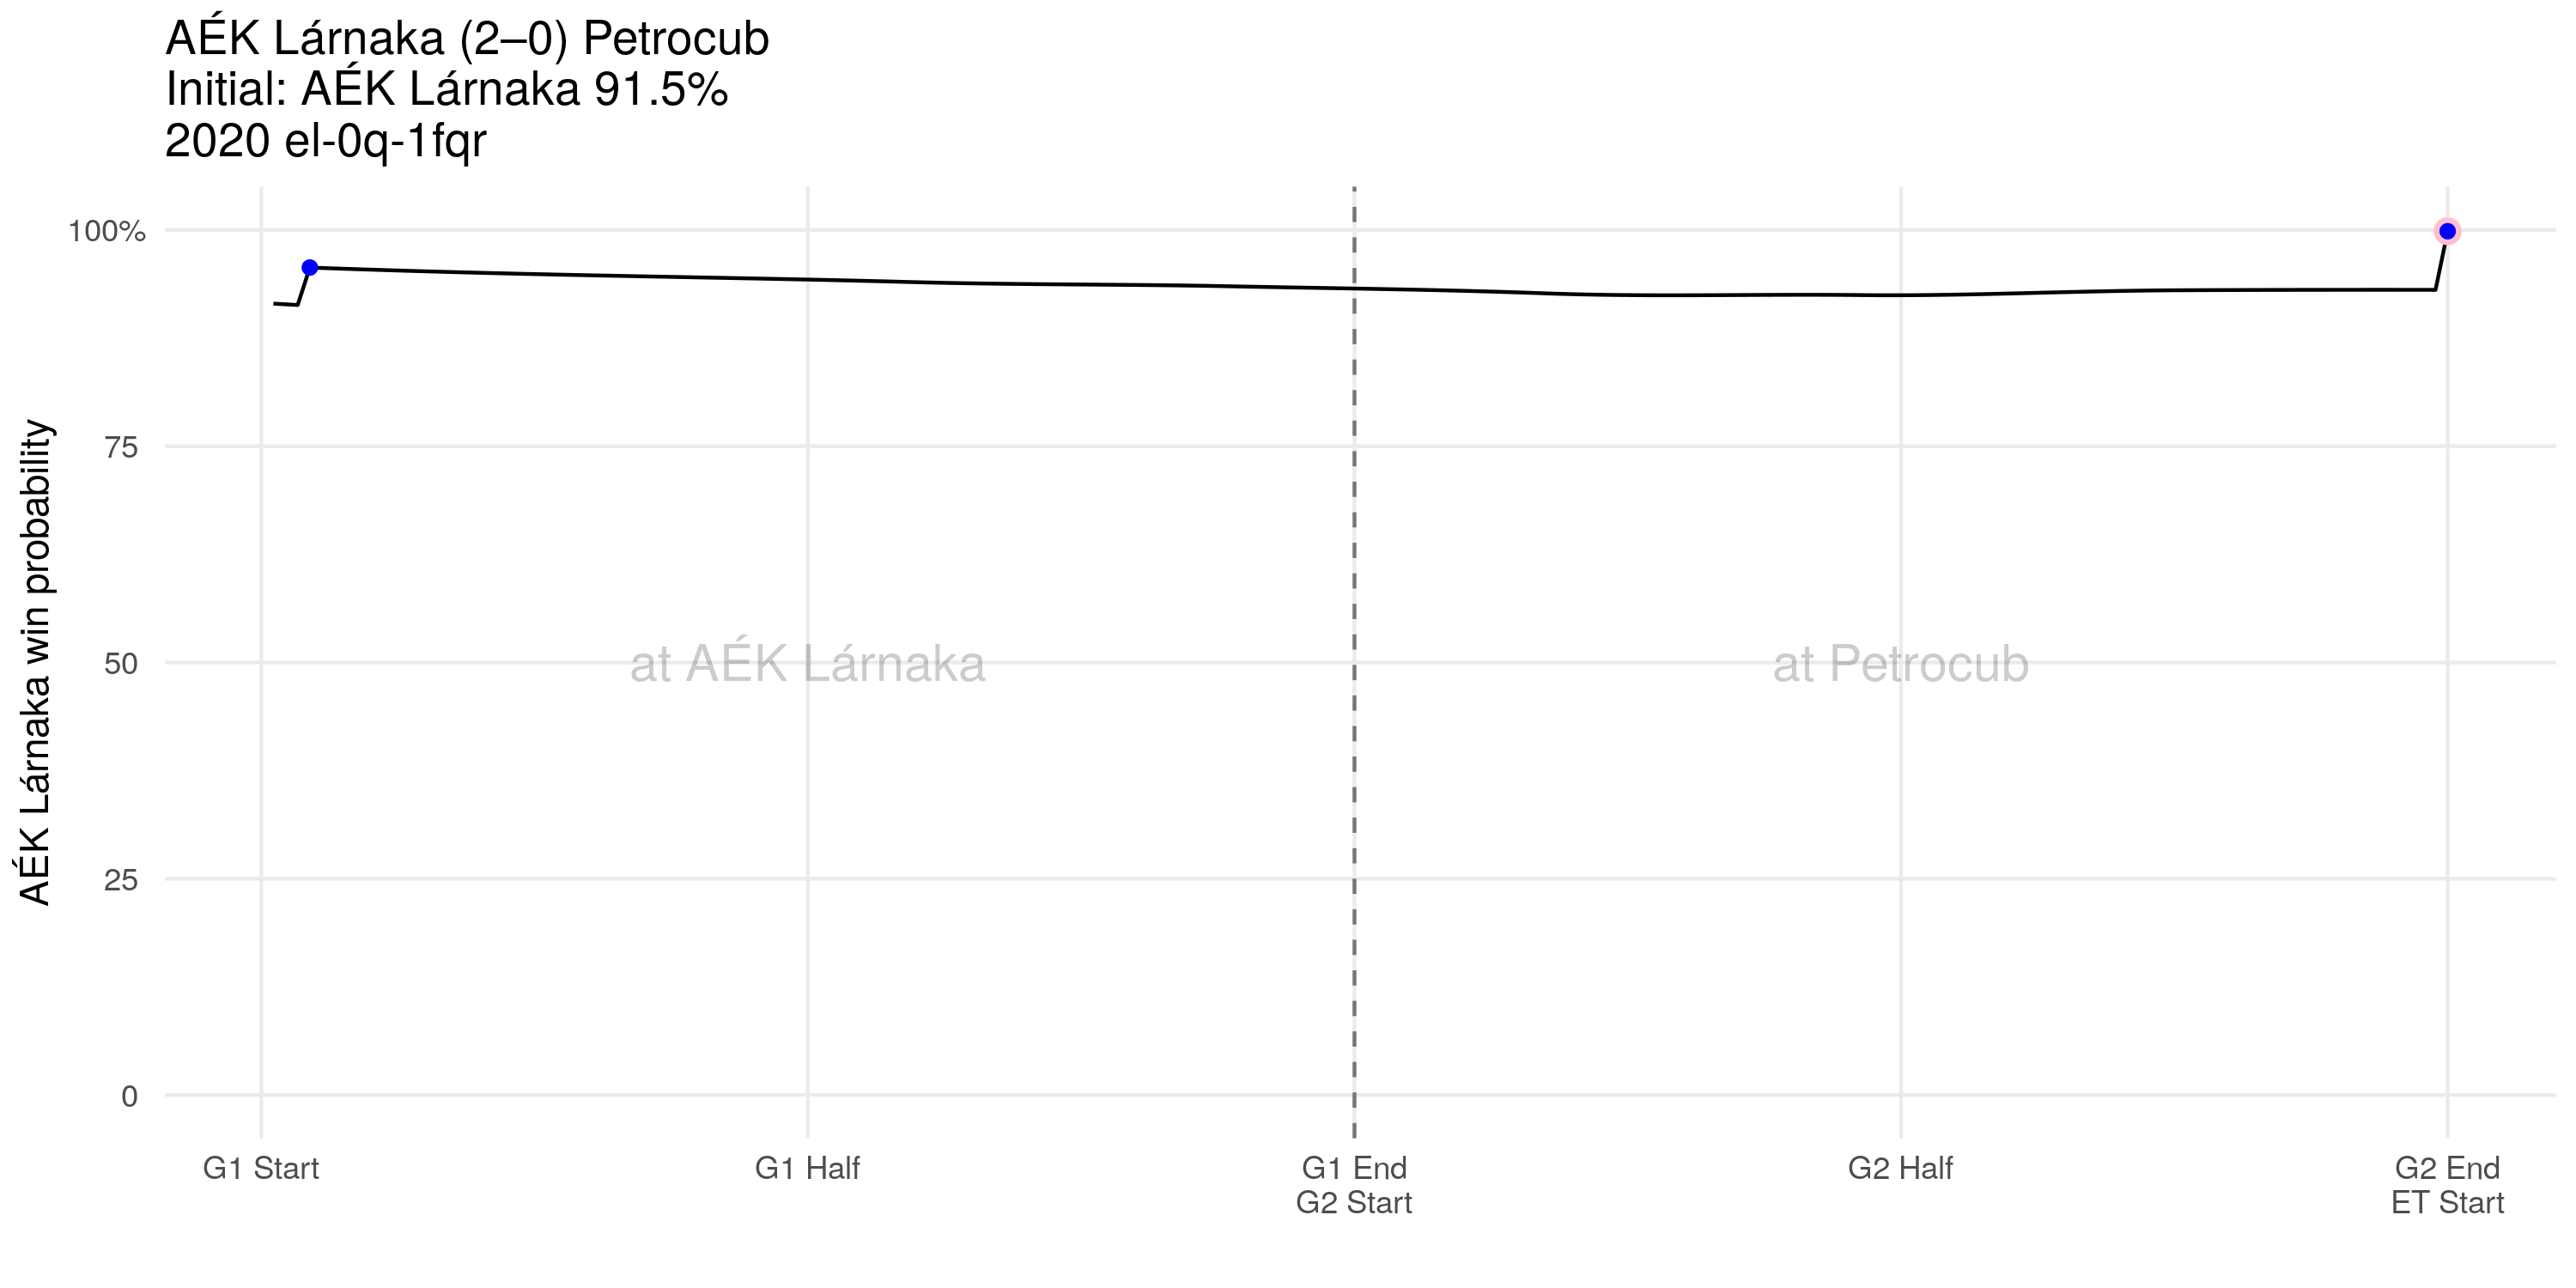 AÉK Lárnaka (2–0) Petrocub
Initial: AÉK Lárnaka 91.5%
2020 el-0q-1fqr
AÉK Lárnaka win probability
100%
75
50
25
0
at AÉK Lárnaka
at Petrocub
G1 Start
G1 Half
G1 End
G2 Start
G2 Half
G2 End
ET Start